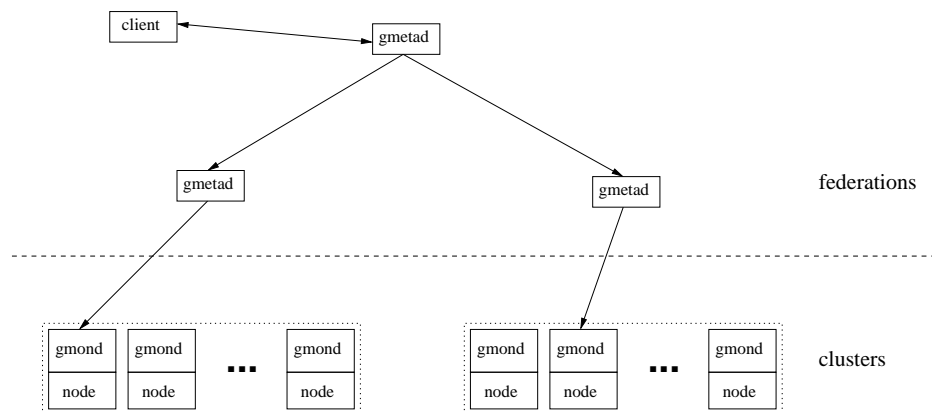 client
gmetad
gmetad
gmetad
federations
gmond gmond ... gmond
node node node
gmond gmond ... gmond
node node node
clusters